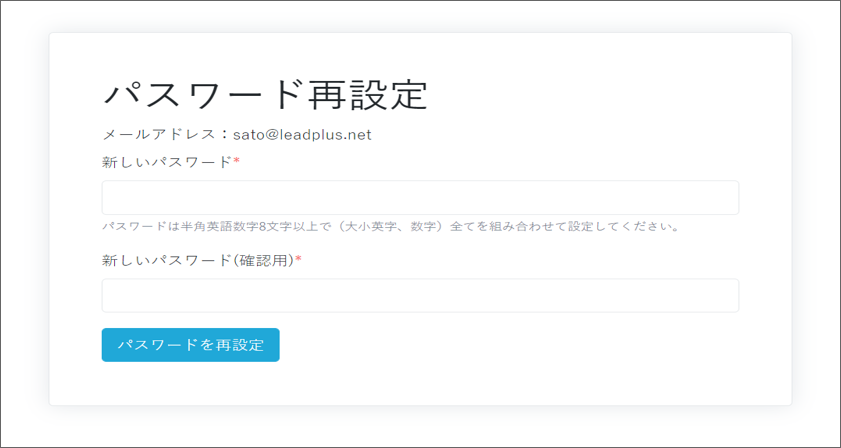 パスワード再設定
メールアドレス：sato@leadplus.net
新しいパスワード*
パスワードは半角英語数字8文字以上で（大小英字、数字）全てを組み合わせて設定してください。
新しいパスワード(確認用)*
パスワードを再設定